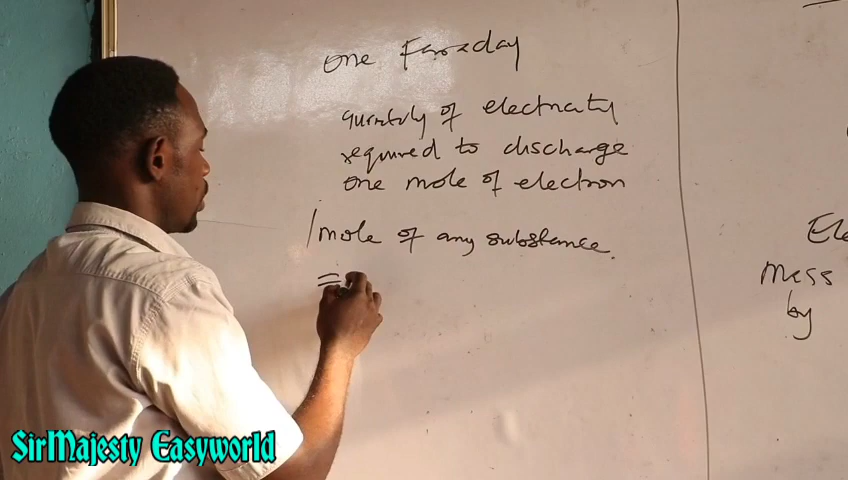 One Faraday
quantity of electricity
required to discharge
one mole of electron
1 mole of any substance.
=
Ele
Mass
by
SirMajesty Easyworld